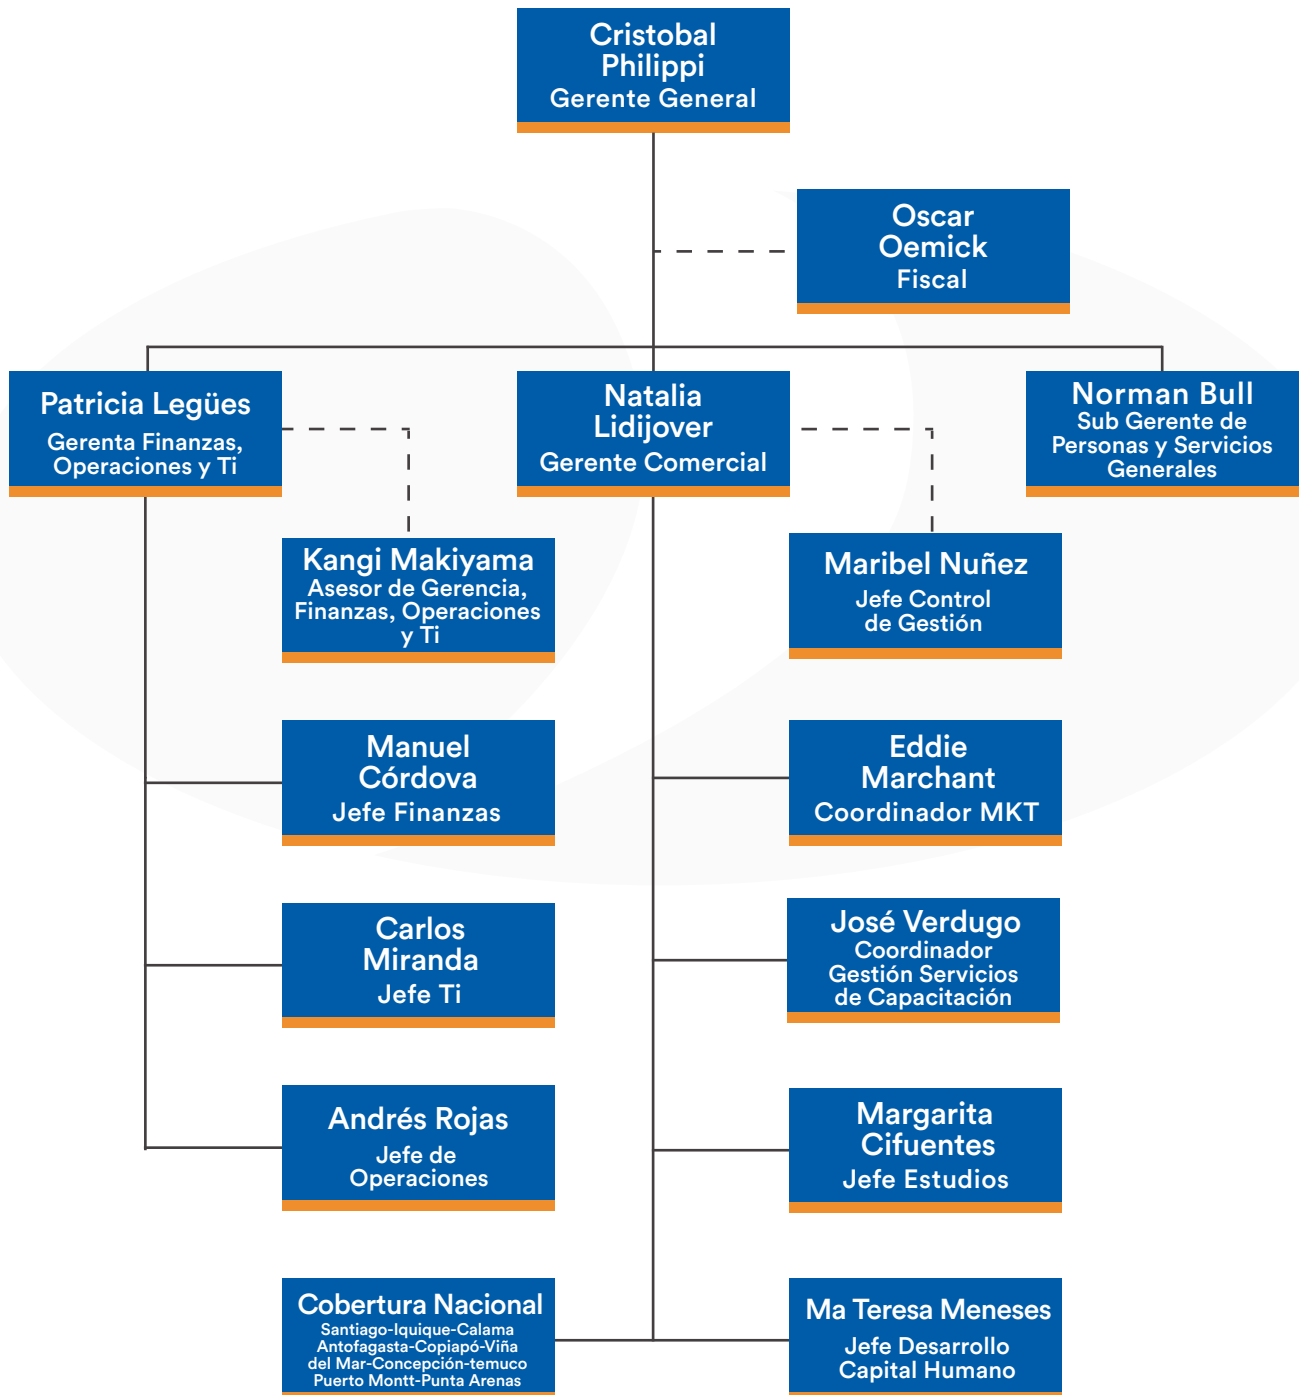 Cristobal
Philippi
Gerente General
Oscar
Oemick
Fiscal
Patricia Legües
Gerenta Finanzas,
Operaciones y Ti
Natalia
Lidijover
Gerente Comercial
Norman Bull
Sub Gerente de
Personas y Servicios
Generales
Kangi Makiyama
Asesor de Gerencia,
Finanzas, Operaciones
y Ti
Maribel Nuñez
Jefe Control
de Gestión
Manuel
Córdova
Jefe Finanzas
Eddie
Marchant
Coordinador MKT
Carlos
Miranda
Jefe Ti
José Verdugo
Coordinador
Gestión Servicios
de Capacitación
Andrés Rojas
Jefe de
Operaciones
Margarita
Cifuentes
Jefe Estudios
Cobertura Nacional
Santiago-Iquique-Calama
Antofagasta-Copiapó-Viña
del Mar-Concepción-temuco
Puerto Montt-Punta Arenas
Ma Teresa Meneses
Jefe Desarrollo
Capital Humano